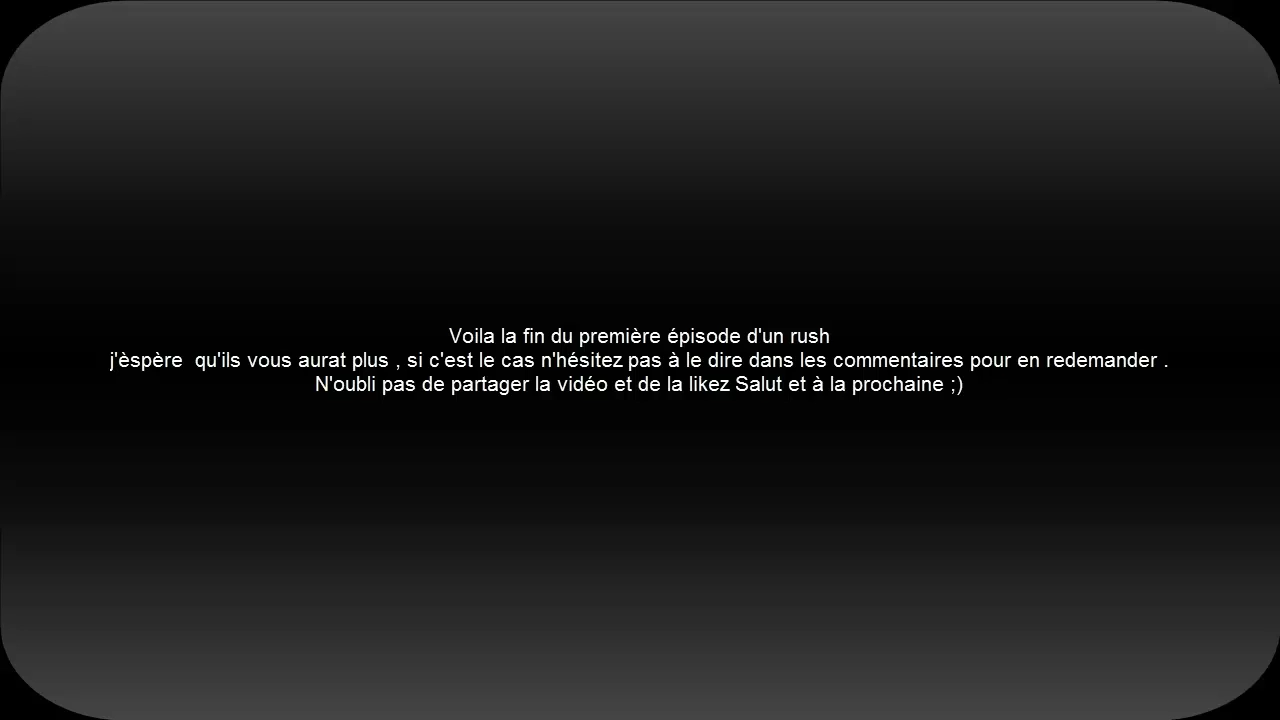 Voila la fin du première épisode d'un rush
j'èspère  qu'ils vous aurat plus , si c'est le cas n'hésitez pas à le dire dans les commentaires pour en redemander .
N'oubli pas de partager la vidéo et de la likez Salut et à la prochaine ;)